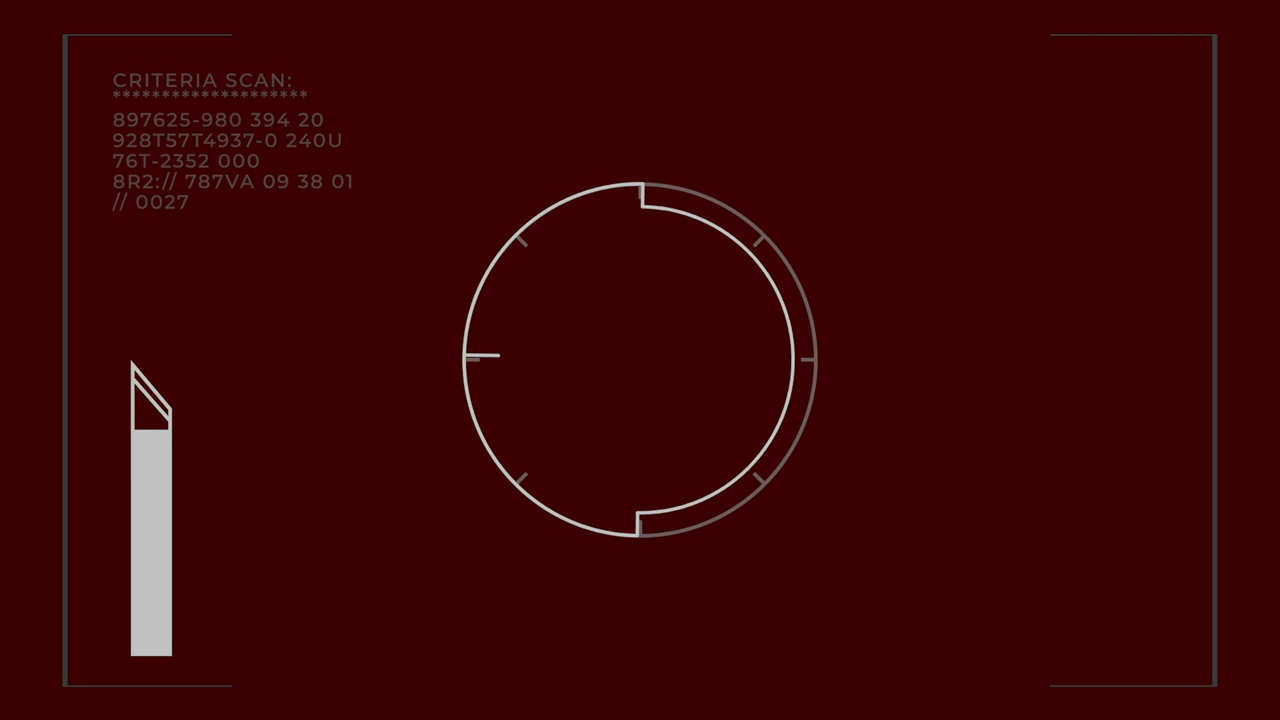 CRITERIA SCAN:
*******************
897625-980 394 20
928T57T4937-0 240U
76T-2352 000
8R2:// 787VA 09 38 01
// 0027